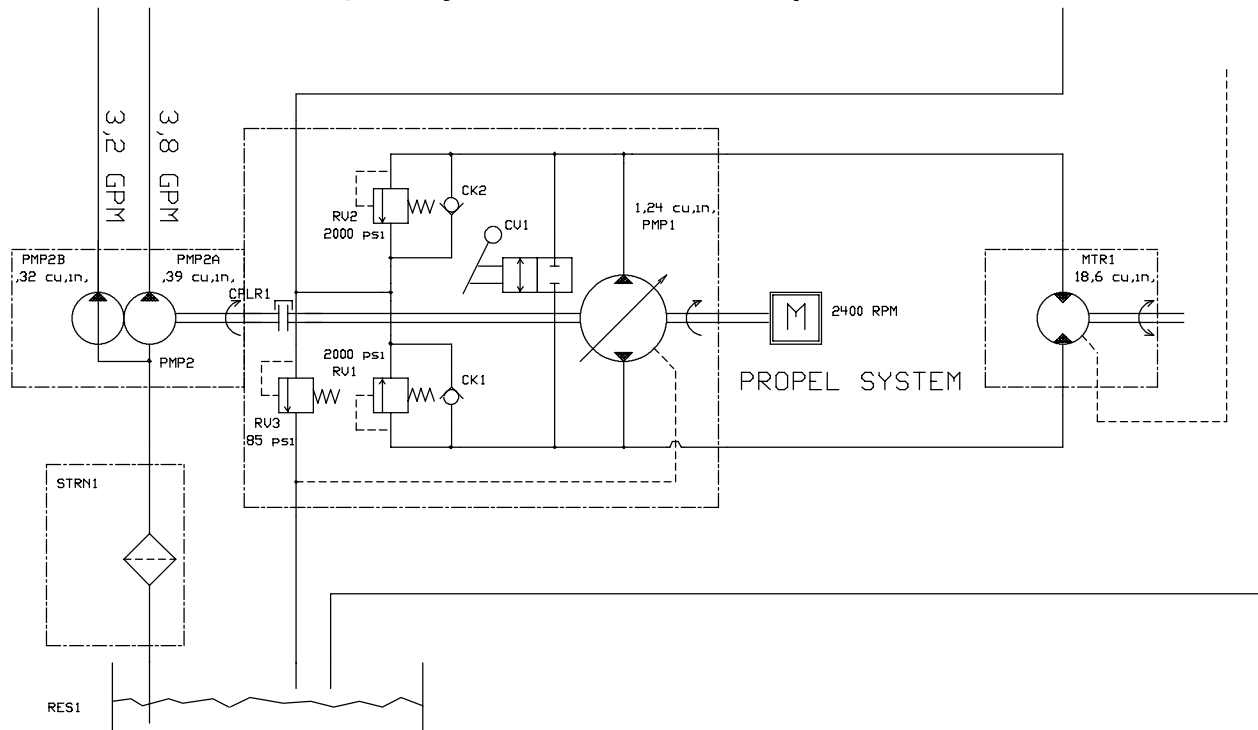 3,2 GPM
3,8 GPM
PMP2B
,32 cu,in,
PMP2A
,39 cu,in,
CPLR1
PMP2
RV2
2000 psi
CK2
CV1
1,24 cu,in,
PMP1
M
2400 RPM
MTR1
18,6 cu,in,
2000 psi
RV1
CK1
RV3
85 psi
PROPEL SYSTEM
STRN1
RES1